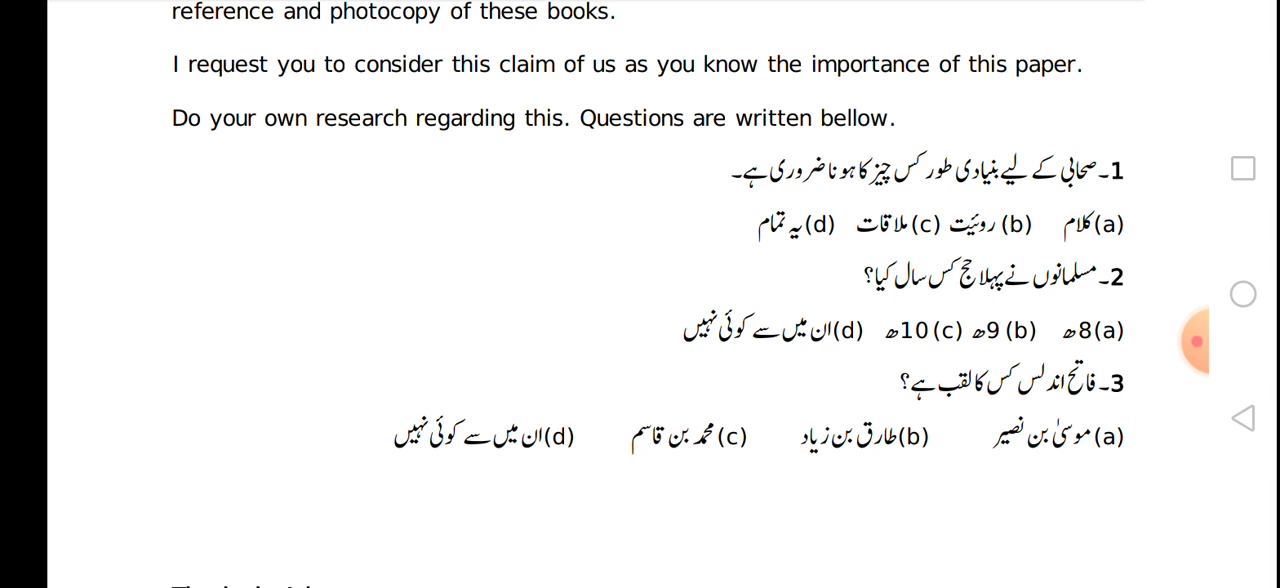 reference and photocopy of these books.
I request you to consider this claim of us as you know the importance of this paper.
Do your own research regarding this. Questions are written bellow.
1۔صحابی کے لیے بنیادی طور کس چیز کا ہونا ضروری ہے۔
(a)کلام (b) روئیت (c)ملاقات (d)یہ تمام
2۔ مسلمانوں نے پہلا حج کس سال کیا؟
(a)8ھ (b) 9ھ (c)10ھ (d)ان میں سے کوئی نہیں
3۔ فاتح اندلس کس کا لقب ہے؟
(a)موسیٰ بن نصیر (b)طارق بن زیاد (c)محمد بن قاسم (d)ان میں سے کوئی نہیں